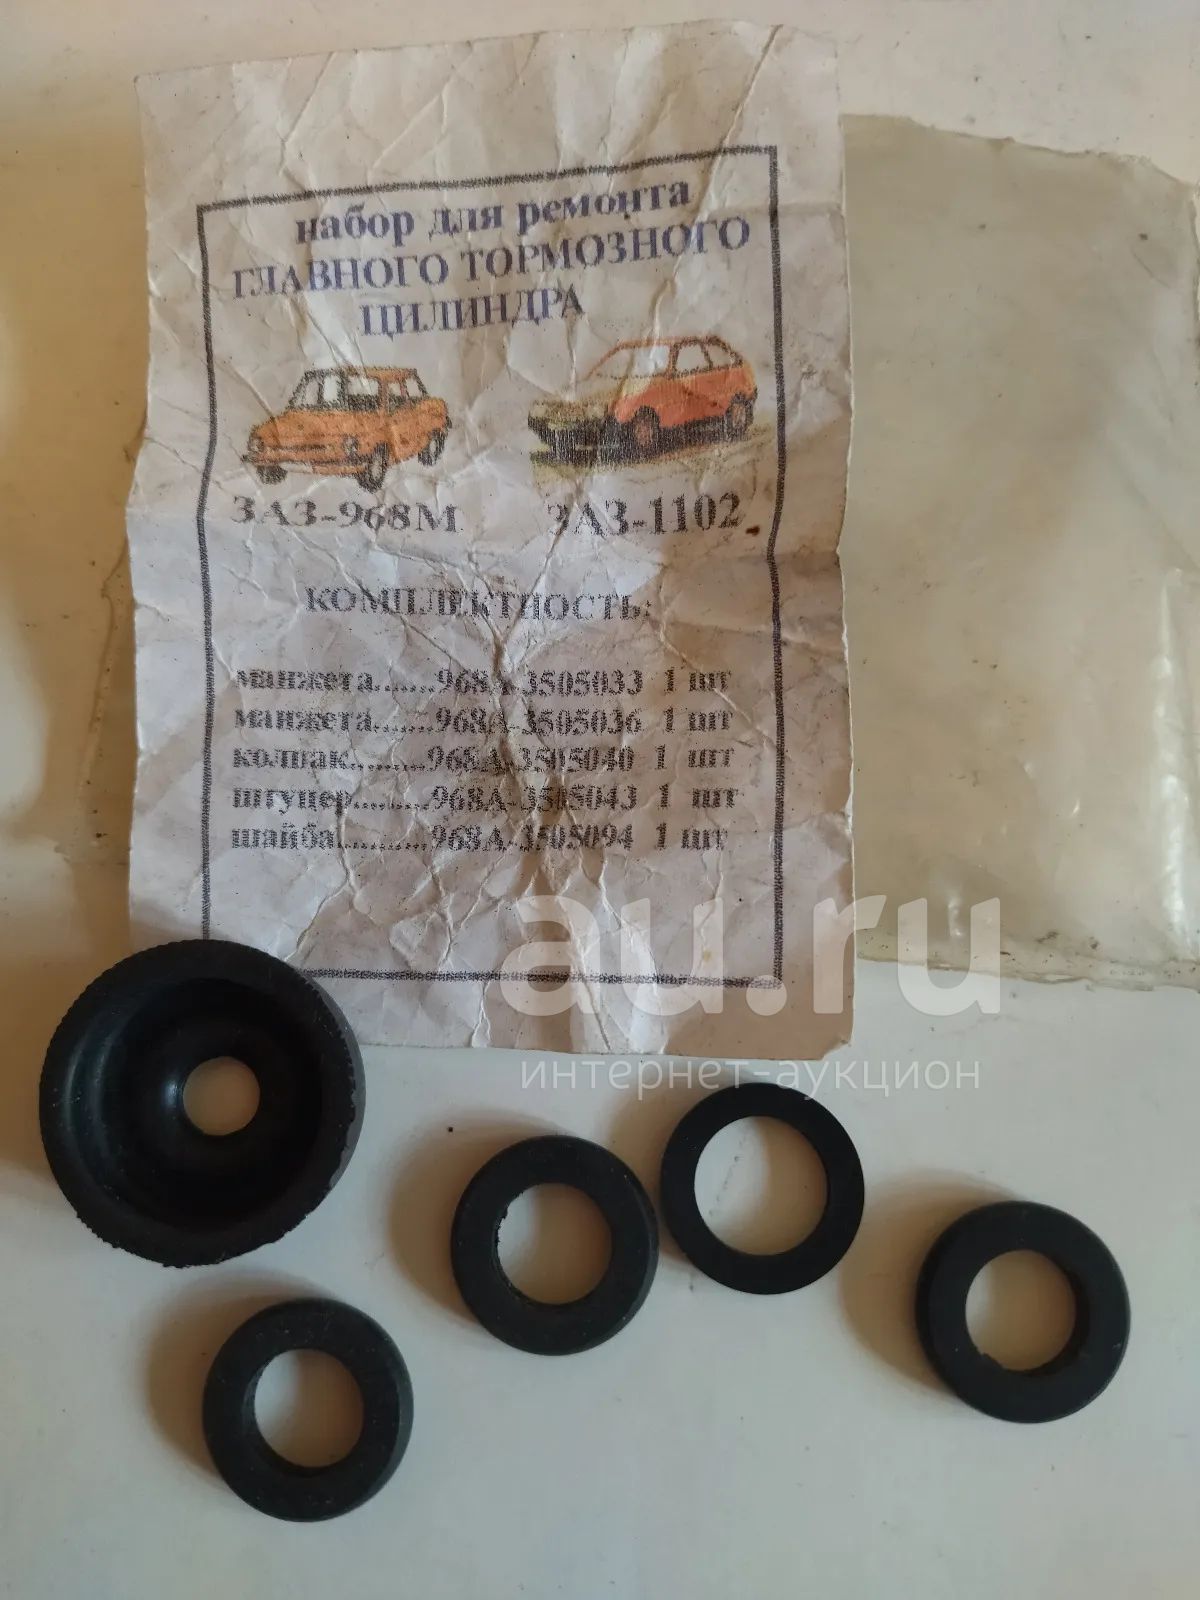 набор для ремонта
ГЛАВНОГО ТОРМОЗНОГО
ЦИЛИНДРА
ЗАЗ-968М ЗАЗ-1102
КОМПЛЕКТНОСТЬ:
манжета.......968А-3505033 1 шт
манжета.......968А-3505036 1 шт
колпак.........968А-3505040 1 шт
штуцер.........968А-3505043 1 шт
шайба...........968А-3505094 1 шт
au.ru
интернет-аукцион